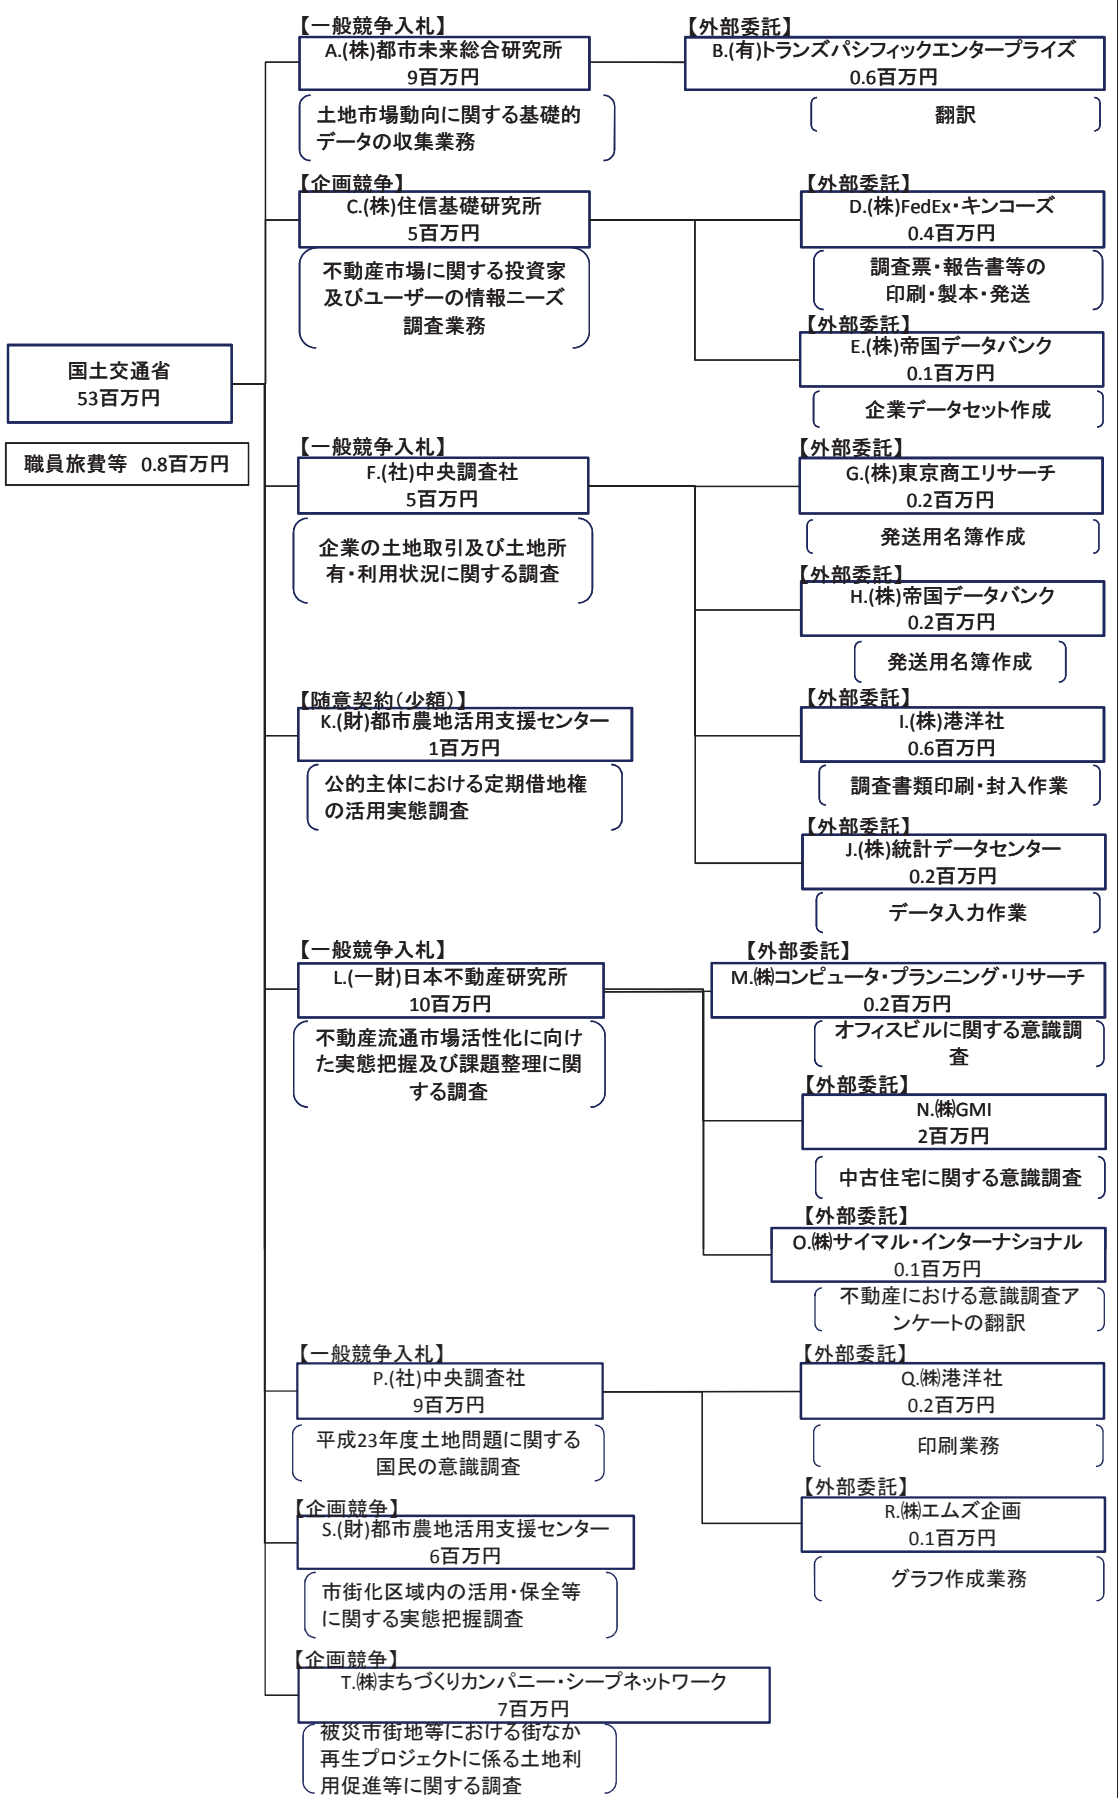 【一般競争入札】
A.(株)都市未来総合研究所
9百万円
土地市場動向に関する基礎的
データの収集業務
【外部委託】
B.(有)トランズパシフィックエンタープライズ
0.6百万円
翻訳
【企画競争】
C.(株)住信基礎研究所
5百万円
不動産市場に関する投資家
及びユーザーの情報ニーズ
調査業務
【外部委託】
D.(株)FedEx・キンコーズ
0.4百万円
調査票・報告書等の
印刷・製本・発送
【外部委託】
E.(株)帝国データバンク
0.1百万円
企業データセット作成
国土交通省
53百万円
職員旅費等 0.8百万円
【一般競争入札】
F.(社)中央調査社
5百万円
企業の土地取引及び土地所
有・利用状況に関する調査
【外部委託】
G.(株)東京商工リサーチ
0.2百万円
発送用名簿作成
【外部委託】
H.(株)帝国データバンク
0.2百万円
発送用名簿作成
【外部委託】
I.(株)港洋社
0.6百万円
調査書類印刷・封入作業
【外部委託】
J.(株)統計データセンター
0.2百万円
データ入力作業
【随意契約(少額)】
K.(財)都市農地活用支援センター
1百万円
公的主体における定期借地権
の活用実態調査
【一般競争入札】
L.(一財)日本不動産研究所
10百万円
不動産流通市場活性化に向け
た実態把握及び課題整理に関
する調査
【外部委託】
M.㈱コンピュータ・プランニング・リサーチ
0.2百万円
オフィスビルに関する意識調
査
【外部委託】
N.㈱GMI
2百万円
中古住宅に関する意識調査
【外部委託】
O.㈱サイマル・インターナショナル
0.1百万円
不動産における意識調査ア
ンケートの翻訳
【一般競争入札】
P.(社)中央調査社
9百万円
平成23年度土地問題に関する
国民の意識調査
【外部委託】
Q.㈱港洋社
0.2百万円
印刷業務
【外部委託】
R.㈱エムズ企画
0.1百万円
グラフ作成業務
【企画競争】
S.(財)都市農地活用支援センター
6百万円
市街化区域内の活用・保全等
に関する実態把握調査
【企画競争】
T.㈱まちづくりカンパニー・シープネットワーク
7百万円
被災市街地等における街なか
再生プロジェクトに係る土地利
用促進等に関する調査